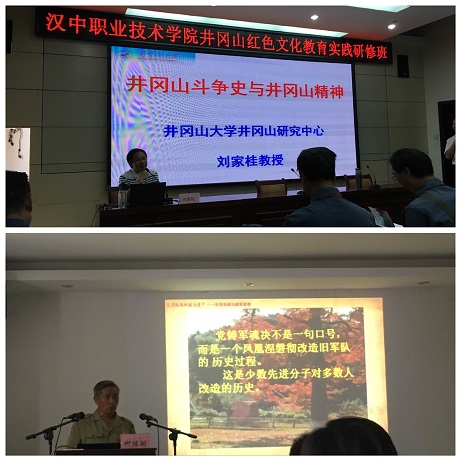 汉中职业技术学院井冈山红色文化教育实践研修班
井冈山斗争史与井冈山精神
井冈山大学井冈山研究中心
刘家桂教授
党铸军魂决不是一句口号,
而是一个凤凰涅磐彻改造旧军队
的 历史过程。
这是少数先进分子对多数人
改造的历史。